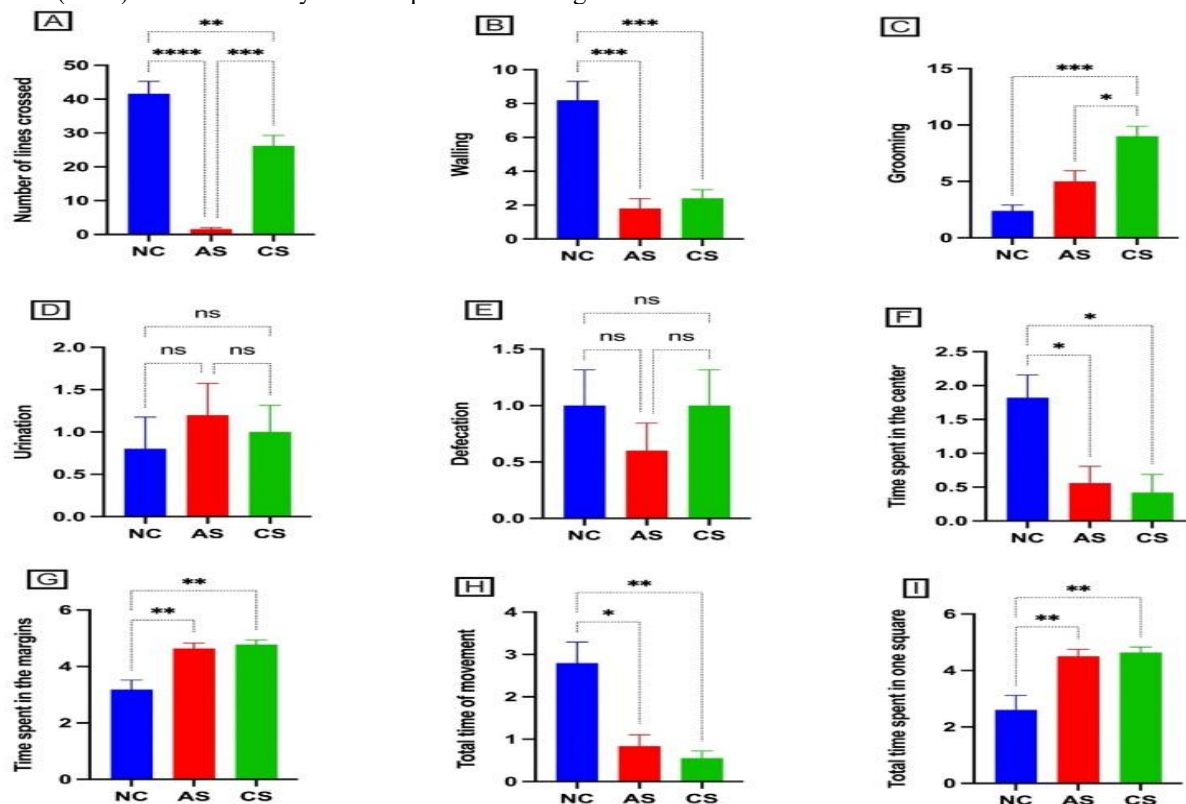 A
**
**** ***
Number of lines crossed
50
40
30
20
10
0
NC AS CS
B
***
***
Walling
10
8
6
4
2
0
NC AS CS
C
***
*
Grooming
15
10
5
0
NC AS CS
D
ns
ns ns
Urination
2.0
1.5
1.0
0.5
0.0
NC AS CS
E
ns
ns ns
Defecation
1.5
1.0
0.5
0.0
NC AS CS
F
*
*
Time spent in the center
2.5
2.0
1.5
1.0
0.5
0.0
NC AS CS
G
**
**
Time spent in the margins
6
4
2
0
NC AS CS
H
**
*
Total time of movement
4
3
2
1
0
NC AS CS
I
**
**
Total time spent in one square
6
4
2
0
NC AS CS